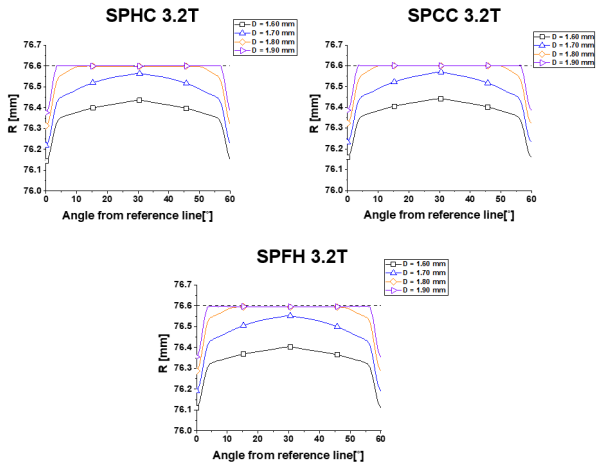 SPHC 3.2T
D = 1.60 mm
D = 1.70 mm
D = 1.80 mm
D = 1.90 mm
76.7
76.6
76.5
76.4
76.3
76.2
76.1
76.0
R [mm]
0 10 20 30 40 50 60
Angle from reference line[°]
SPCC 3.2T
D = 1.60 mm
D = 1.70 mm
D = 1.80 mm
D = 1.90 mm
76.7
76.6
76.5
76.4
76.3
76.2
76.1
76.0
R [mm]
0 10 20 30 40 50 60
Angle from reference line[°]
SPFH 3.2T
D = 1.60 mm
D = 1.70 mm
D = 1.80 mm
D = 1.90 mm
76.7
76.6
76.5
76.4
76.3
76.2
76.1
76.0
R [mm]
0 10 20 30 40 50 60
Angle from reference line[°]